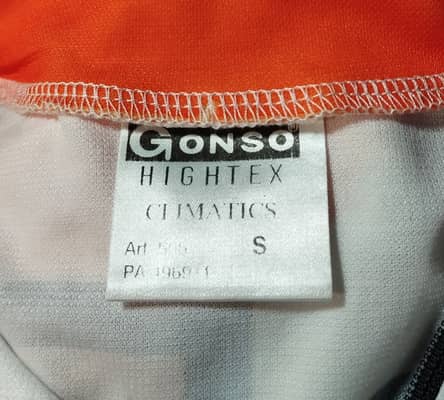 GONSO
HIGHTEX
CLIMATICS
Art. S
PA